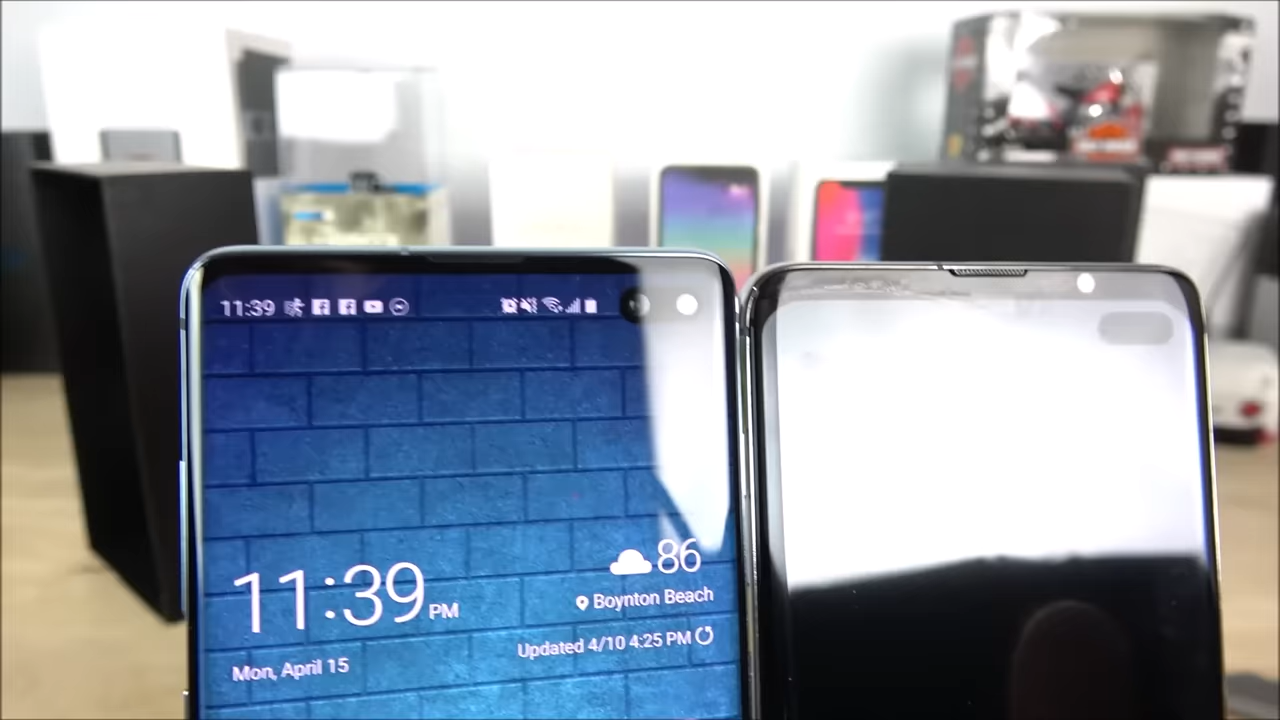 11:39
11:39 PM
Mon, April 15
86
Boynton Beach
Updated 4/10 4:25 PM